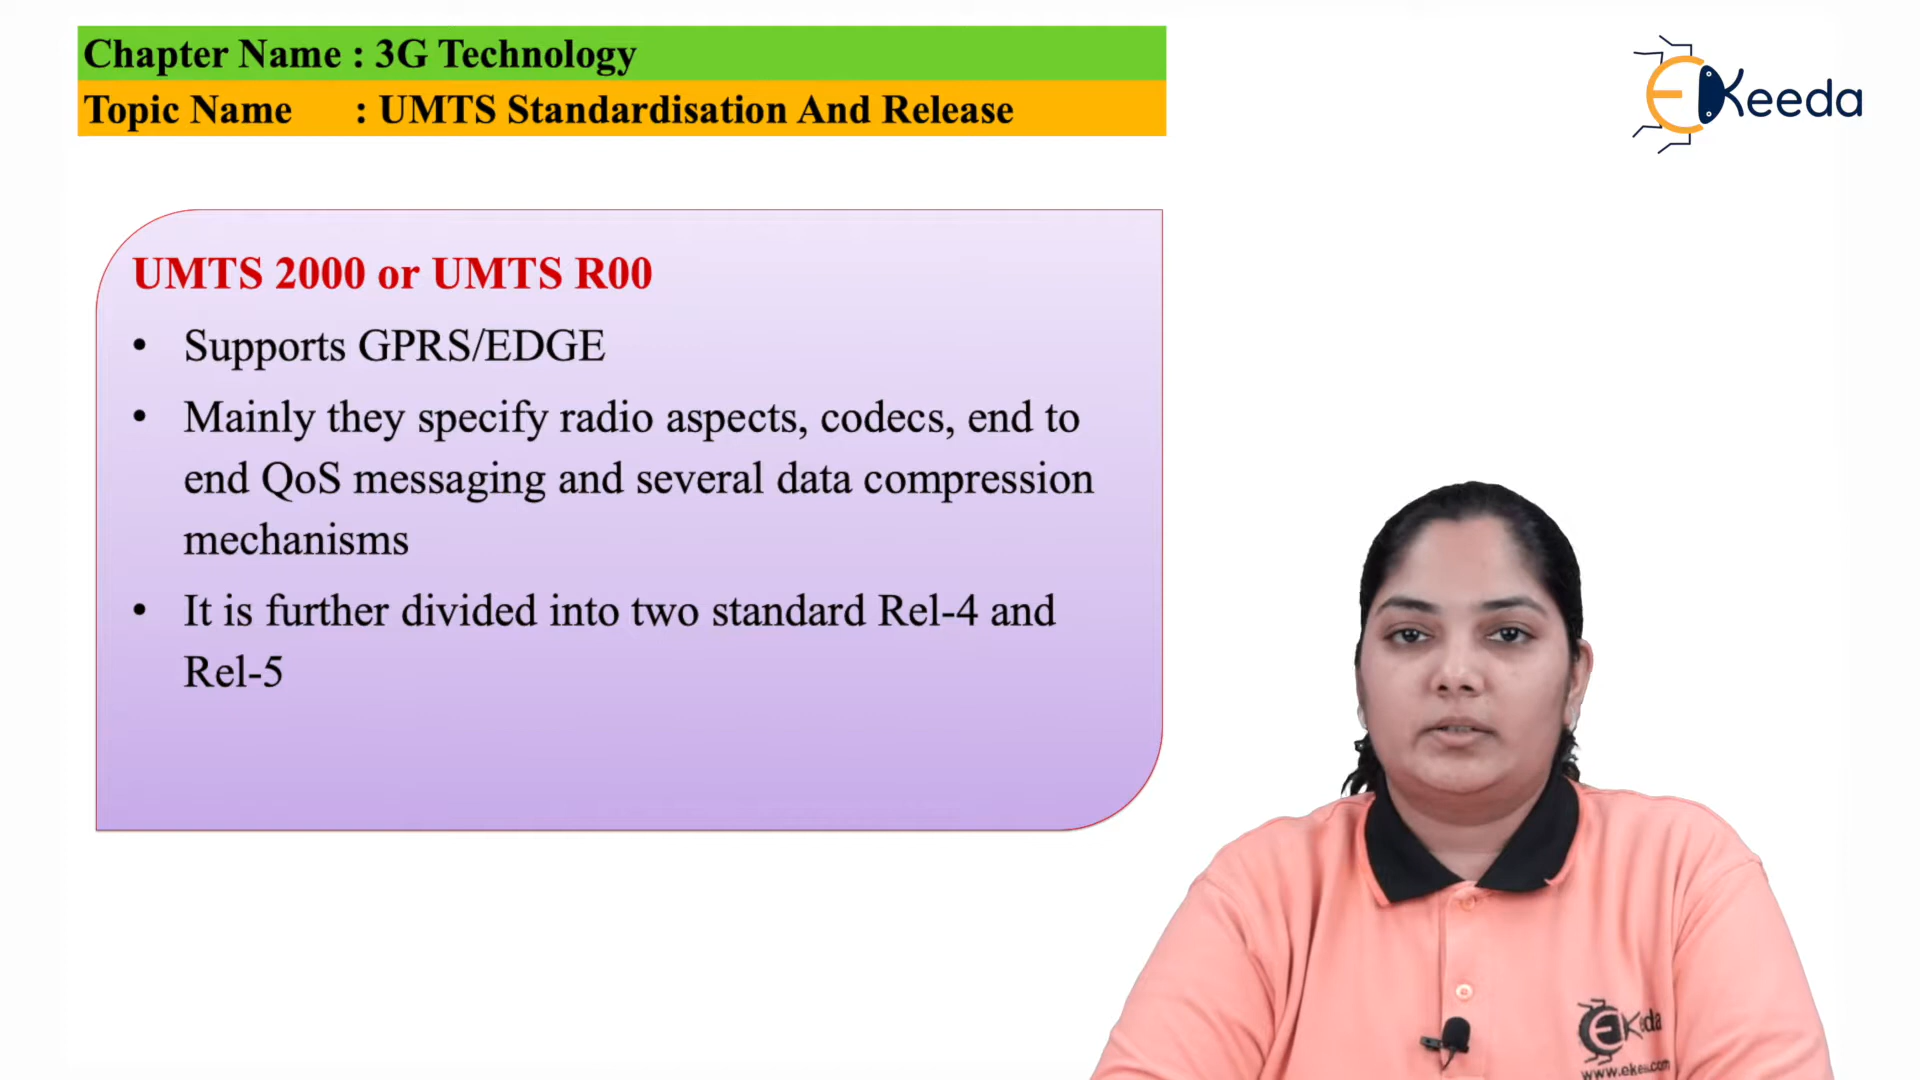 Chapter Name : 3G Technology
Topic Name : UMTS Standardisation And Release
EKeeda
UMTS 2000 or UMTS R00
• Supports GPRS/EDGE
• Mainly they specify radio aspects, codecs, end to
end QoS messaging and several data compression
mechanisms
• It is further divided into two standard Rel-4 and
Rel-5